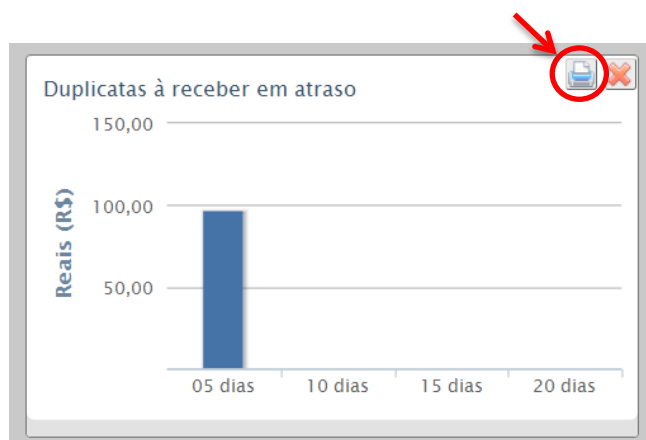 Duplicatas à receber em atraso
150,00
100,00
50,00
Reais (R$)
05 dias 10 dias 15 dias 20 dias